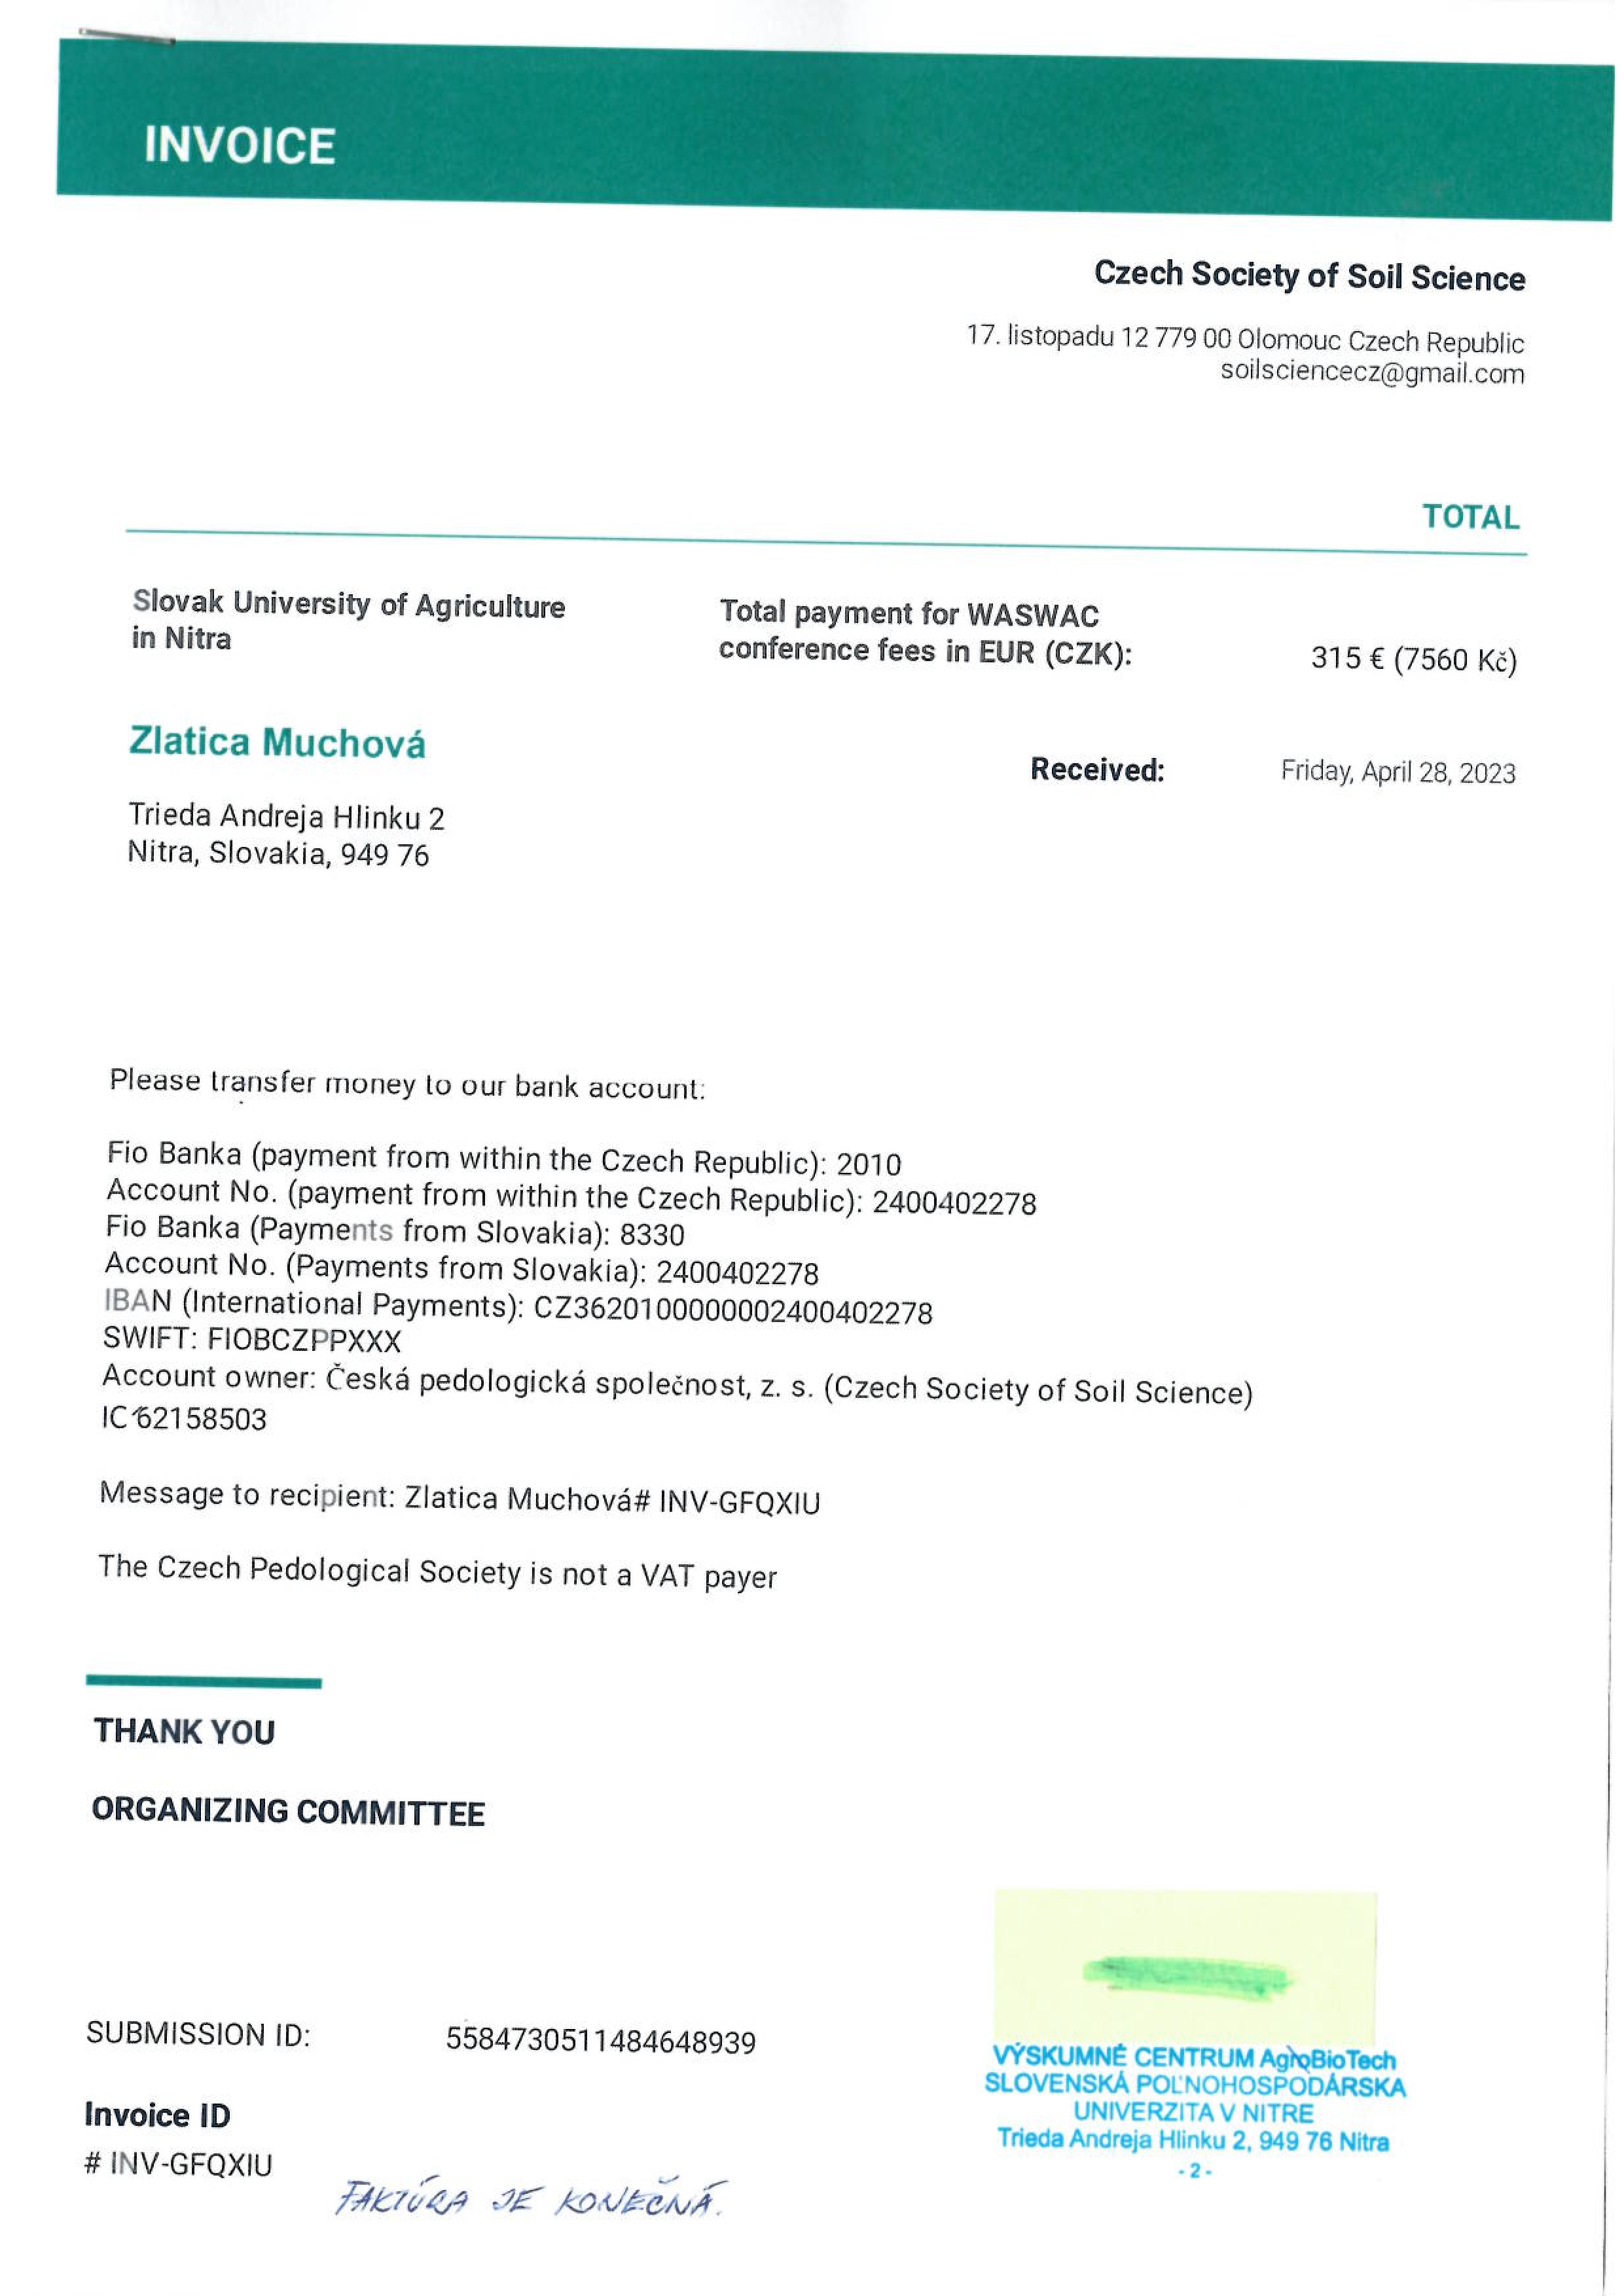 INVOICE
Czech Society of Soil Science
17. listopadu 12 779 00 Olomouc Czech Republic
soilsciencecz@gmail.com
TOTAL
Slovak University of Agriculture
in Nitra
Total payment for WASWAC
conference fees in EUR (CZK):
315 € (7560 Kč)
Zlatica Muchová
Received:
Friday, April 28, 2023
Trieda Andreja Hlinku 2
Nitra, Slovakia, 949 76
Please transfer money to our bank account:
Fio Banka (payment from within the Czech Republic): 2010
Account No. (payment from within the Czech Republic): 2400402278
Fio Banka (Payments from Slovakia): 8330
Account No. (Payments from Slovakia): 2400402278
IBAN (International Payments): CZ3620100000002400402278
SWIFT: FIOBCZPPXXX
Account owner: Česká pedologická společnost, z. s. (Czech Society of Soil Science)
IC 62158503
Message to recipient: Zlatica Muchová# INV-GFQXIU
The Czech Pedological Society is not a VAT payer
THANK YOU
ORGANIZING COMMITTEE
SUBMISSION ID:
5584730511484648939
Invoice ID
# INV-GFQXIU
FAKTÚRA JE KONEČNÁ.
VÝSKUMNÉ CENTRUM AgroBioTech
SLOVENSKÁ POĽNOHOSPODÁRSKA
UNIVERZITA V NITRE
Trieda Andreja Hlinku 2, 949 76 Nitra
- 2 -